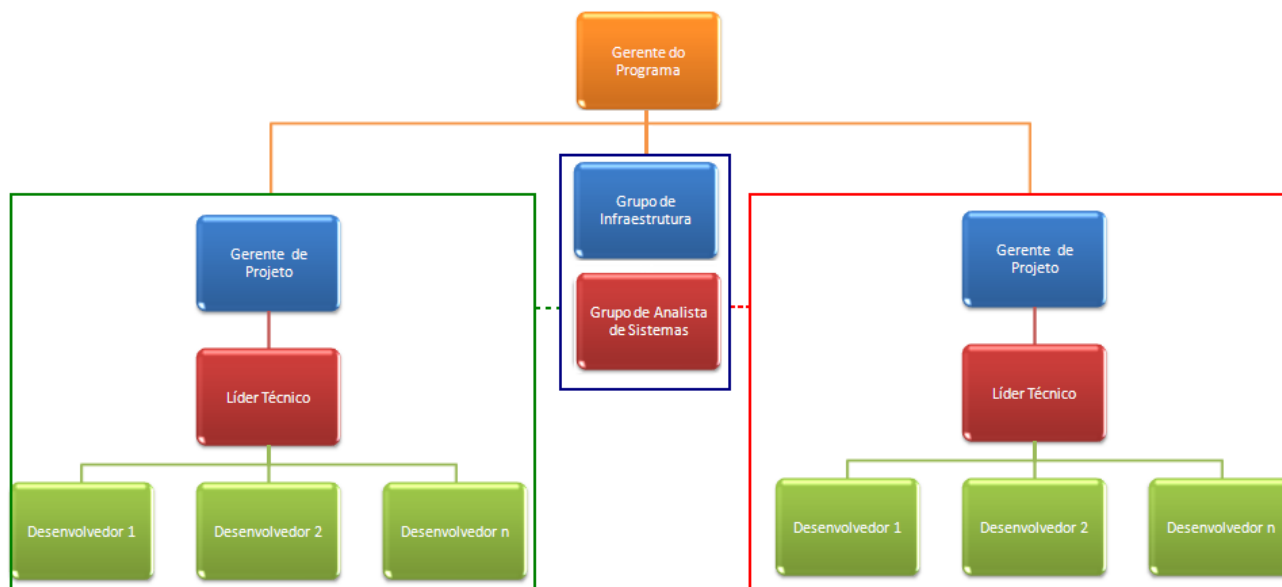 Gerente do
Programa
Grupo de
Infraestrutura
Grupo de Analista
de Sistemas
Gerente de
Projeto
Líder Técnico
Desenvolvedor 1
Desenvolvedor 2
Desenvolvedor n
Gerente de
Projeto
Líder Técnico
Desenvolvedor 1
Desenvolvedor 2
Desenvolvedor n